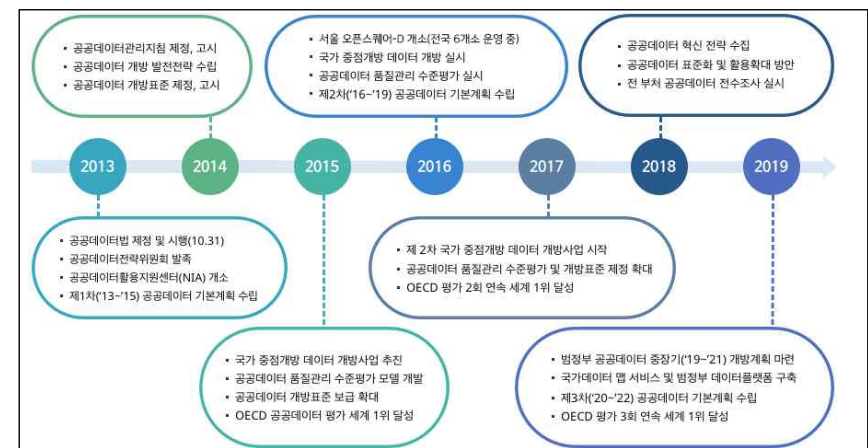 공공데이터관리지침 제정, 고시
공공데이터 개방 발전전략 수립
공공데이터 개방표준 제정, 고시
서울 오픈스퀘어-D 개소(전국 6개소 운영 중)
국가 중점개방 데이터 개방 실시
공공데이터 품질관리 수준평가 실시
제2차('16~'19) 공공데이터 기본계획 수립
공공데이터 혁신 전략 수집
공공데이터 표준화 및 활용확대 방안
전 부처 공공데이터 전수조사 실시
2013
2014
2015
2016
2017
2018
2019
공공데이터법 제정 및 시행(10.31)
공공데이터전략위원회 발족
공공데이터활용지원센터(NIA) 개소
제1차('13~'15) 공공데이터 기본계획 수립
제 2차 국가 중점개방 데이터 개방사업 시작
공공데이터 품질관리 수준평가 및 개방표준 제정 확대
OECD 평가 2회 연속 세계 1위 달성
국가 중점개방 데이터 개방사업 추진
공공데이터 품질관리 수준평가 모델 개발
공공데이터 개방표준 보급 확대
OECD 공공데이터 평가 세계 1위 달성
범정부 공공데이터 중장기('19~'21) 개방계획 마련
국가데이터 맵 서비스 및 범정부 데이터플랫폼 구축
제3차('20~'22) 공공데이터 기본계획 수립
OECD 평가 3회 연속 세계 1위 달성